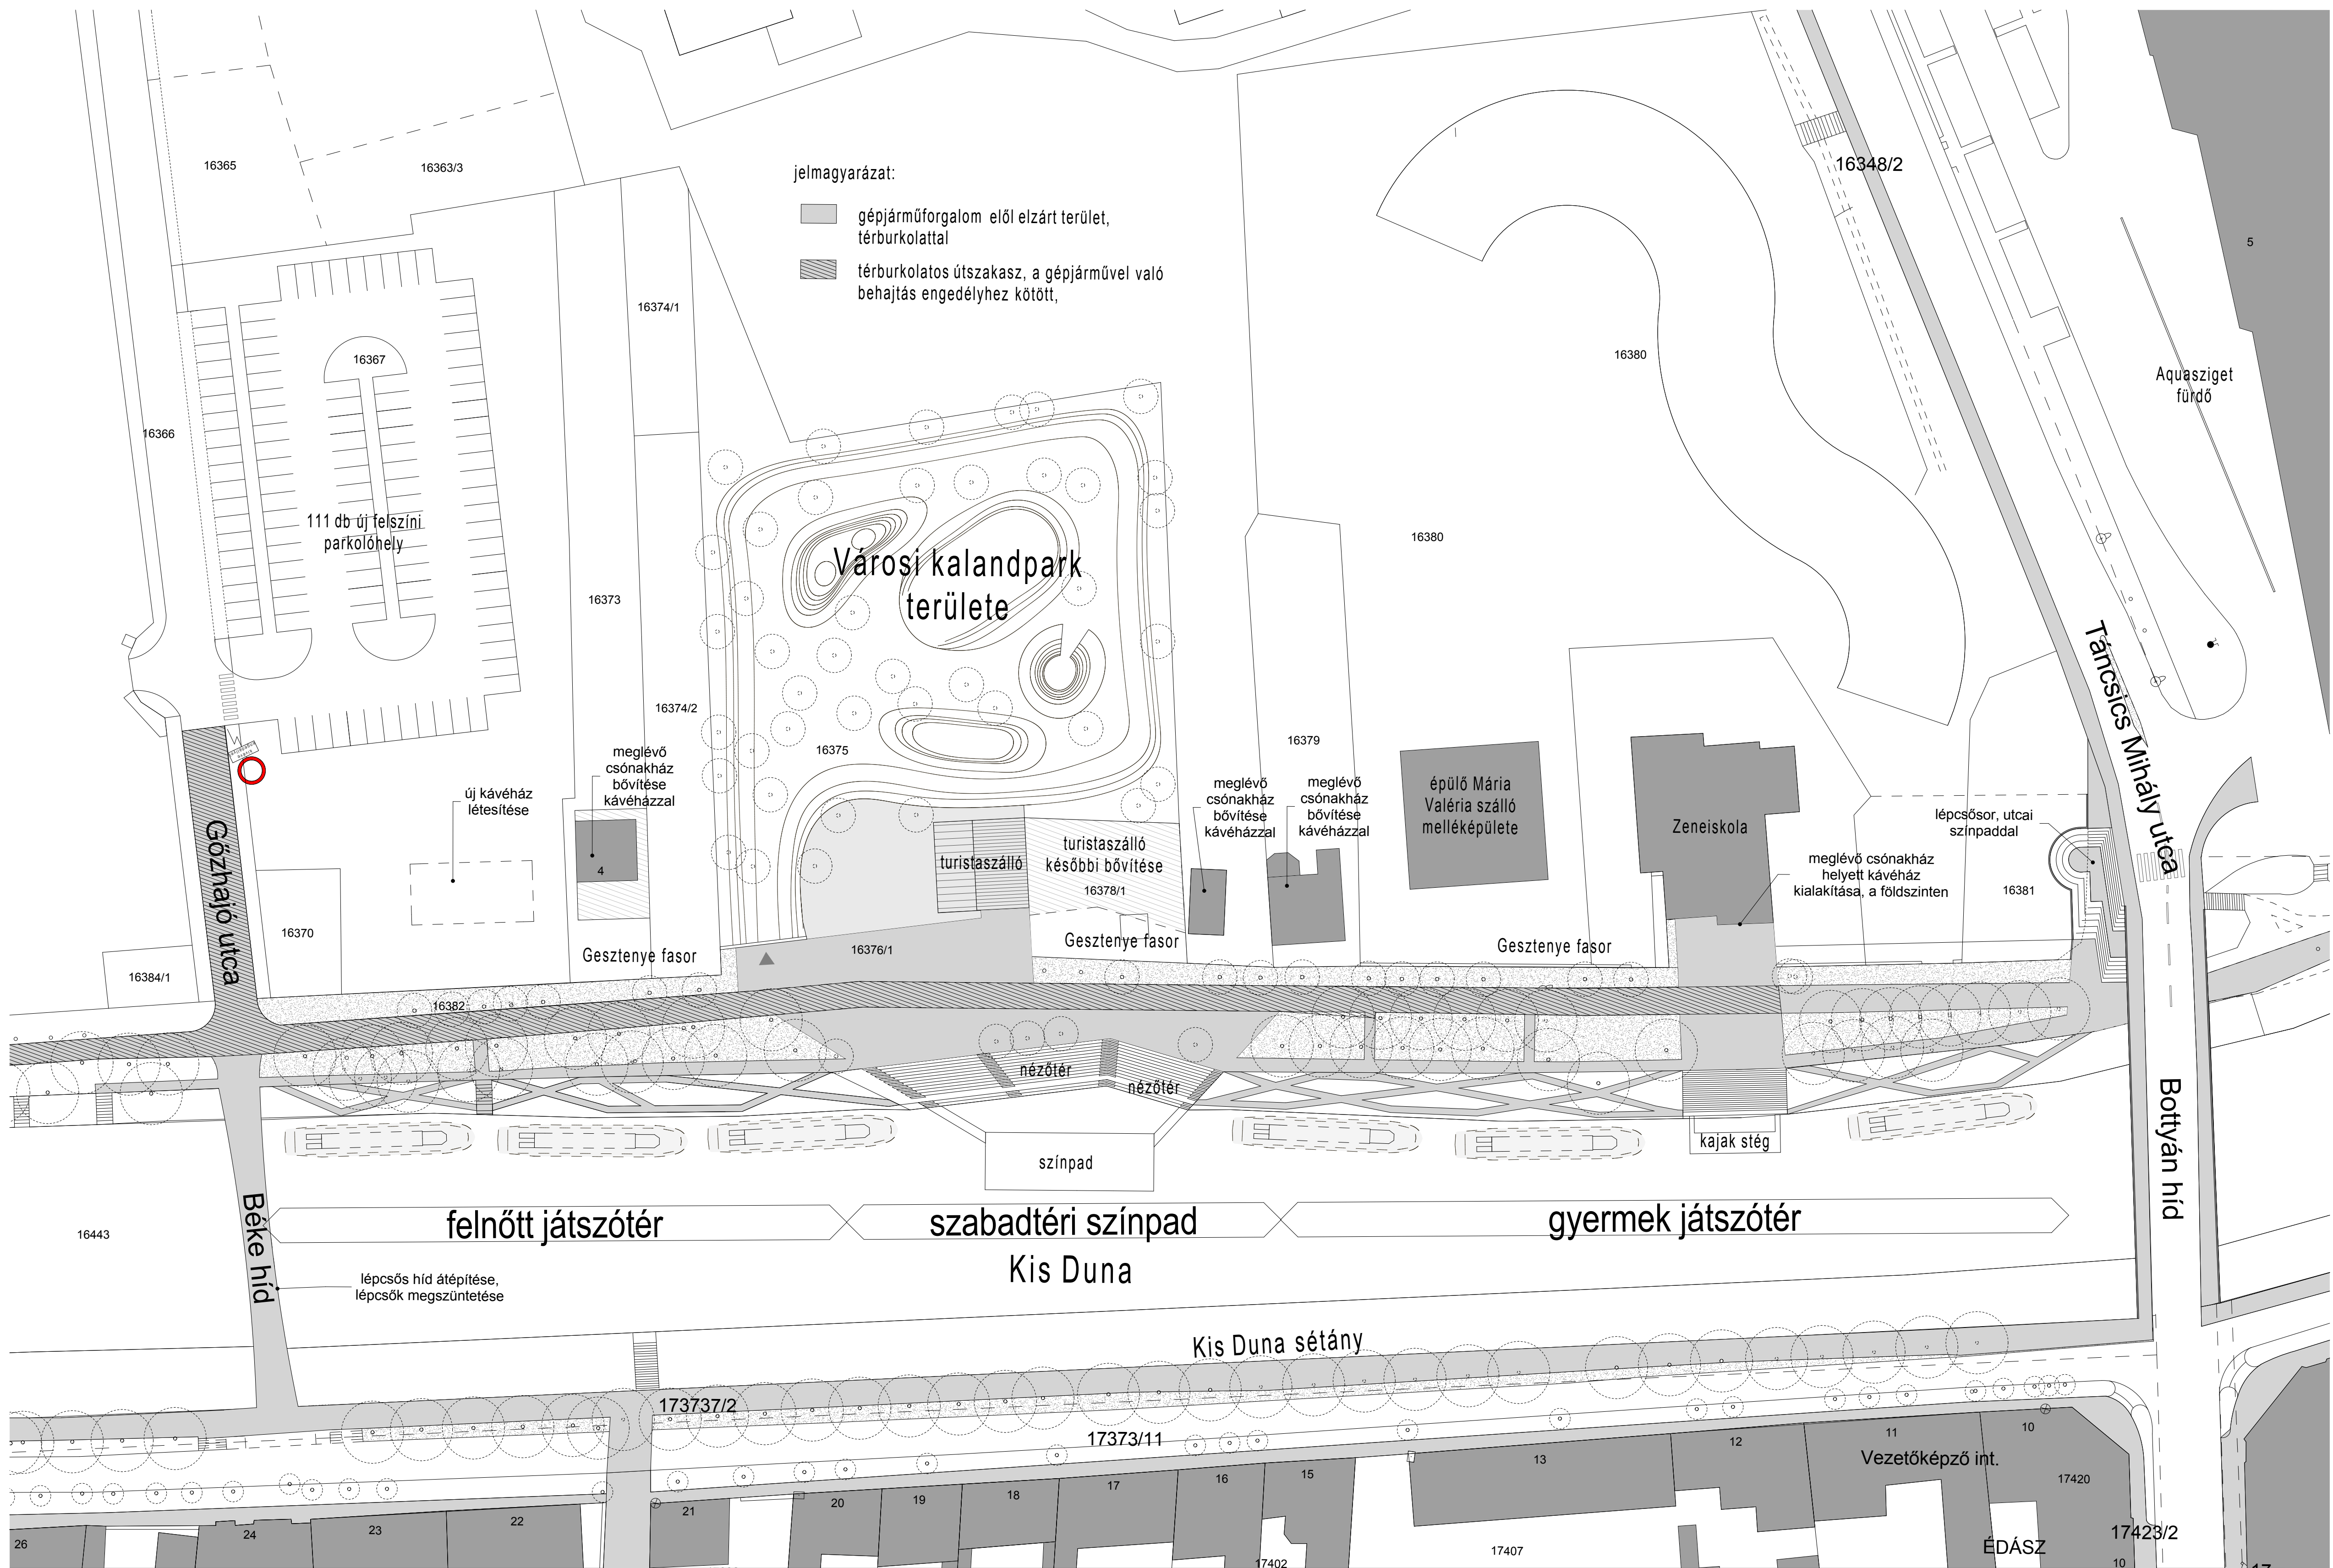 jelmagyarázat:
gépjárműforgalom elől elzárt terület,
térburkolattal
térburkolatos útszakasz, a gépjárművel való
behajtás engedélyhez kötött,
16365
16363/3
16348/2
5
16374/1
16367
16380
Aquasziget
fürdő
16366
111 db új felszíni
parkolóhely
16380
Városi kalandpark
területe
16373
16374/2
16375
16379
Táncsics Mihály utca
meglévő
csónakház
bővítése
kávéházzal
új kávéház
létesítése
4
meglévő
csónakház
bővítése
kávéházzal
meglévő
csónakház
bővítése
kávéházzal
épülő Mária
Valéria szálló
melléképülete
Zeneiskola
lépcsősor, utcai
színpaddal
meglévő csónakház
helyett kávéház
kialakítása, a földszinten
16381
turistaszálló
turistaszálló
későbbi bővítése
16378/1
Gőzhajó utca
16370
16384/1
Gesztenye fasor
16376/1
Gesztenye fasor
Gesztenye fasor
16382
nézőtér
nézőtér
színpad
kajak stég
Bottyán híd
Béke híd
felnőtt játszótér
szabadtéri színpad
gyermek játszótér
16443
Kis Duna
lépcsős híd átépítése,
lépcsők megszüntetése
Kis Duna sétány
173737/2
17373/11
26
24
23
22
21
20
19
18
17
16
15
13
12
11
10
Vezetőképző int.
17420
17402
17407
ÉDÁSZ
17423/2
10
17